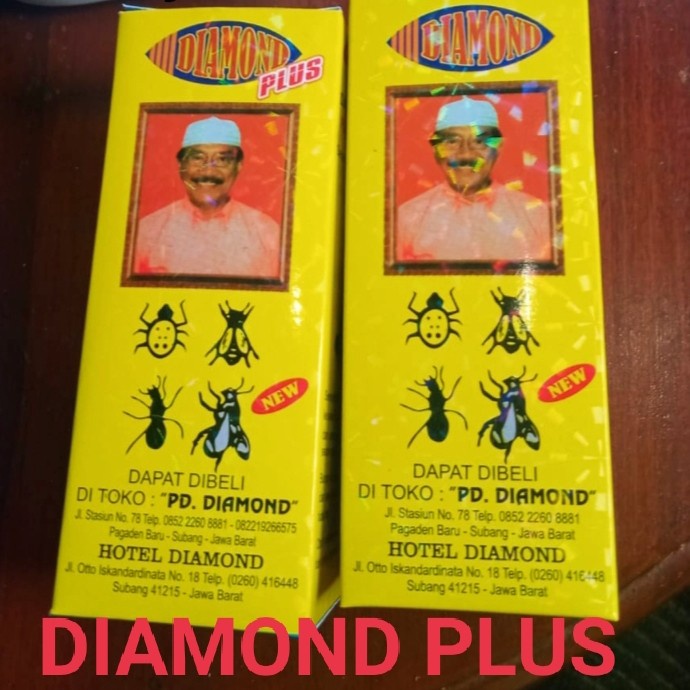 DIAMOND
PLUS
NEW
DAPAT DIBELI
DI TOKO : "PD. DIAMOND"
Jl. Stasiun No. 78 Telp. 0852 2260 8881 - 082219266575
Pagaden Baru - Subang - Jawa Barat
HOTEL DIAMOND
Jl. Otto Iskandardinata No. 18 Telp. (0260) 416448
Subang 41215 - Jawa Barat
DIAMOND
NEW
DAPAT DIBELI
DI TOKO : "PD. DIAMOND"
Jl. Stasiun No. 78 Telp. 0852 2260 8881
Pagaden Baru - Subang - Jawa Barat
HOTEL DIAMOND
Jl. Otto Iskandardinata No. 18 Telp. (0260) 416448
Subang 41215 - Jawa Barat
DIAMOND PLUS